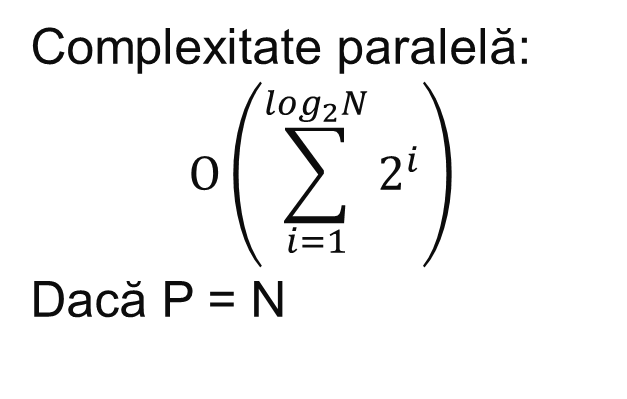 Complexitate paralelă:
O(∑_{i=1}^{log₂N} 2^i)
Dacă P = N